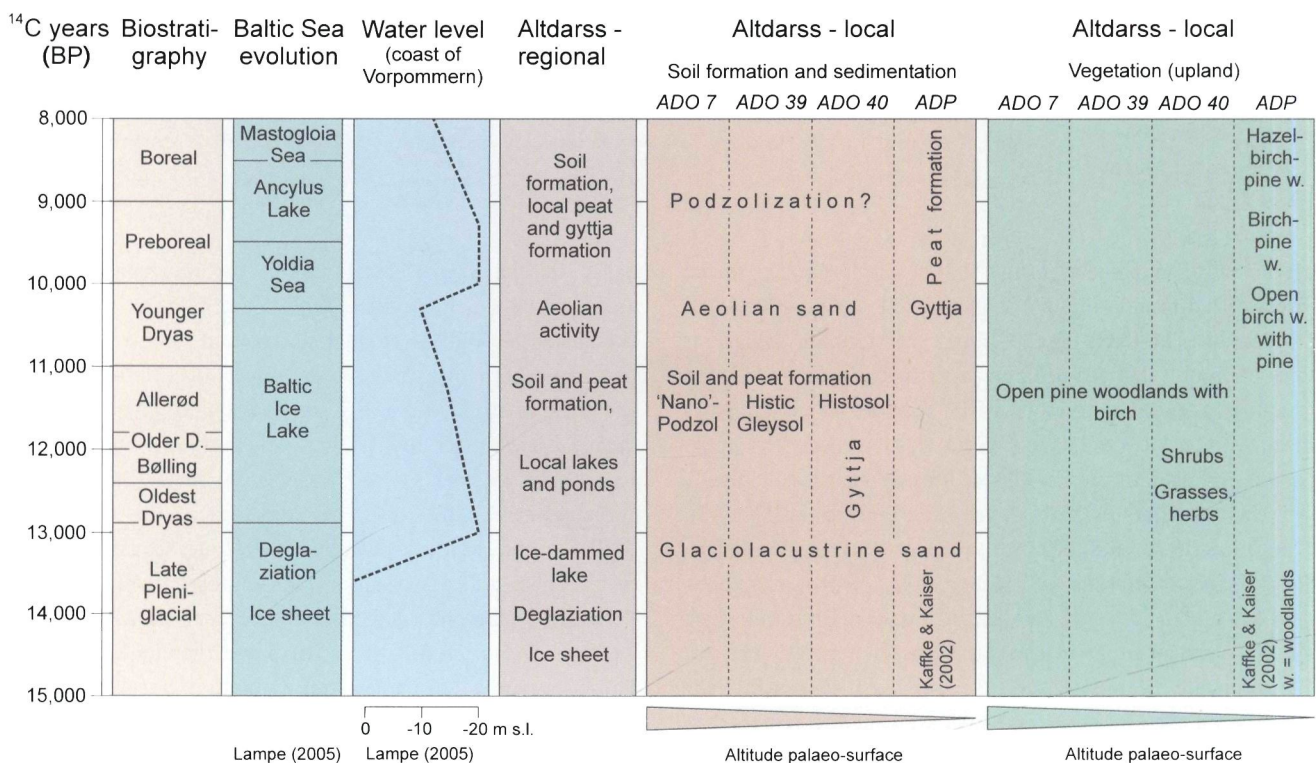 14C years
(BP)
Biostrati-
graphy
Baltic Sea
evolution
Water level
(coast of
Vorpommern)
Altdarss -
regional
Altdarss - local
Soil formation and sedimentation
ADO 7 ADO 39 ADO 40 ADP
Altdarss - local
Vegetation (upland)
ADO 7 ADO 39 ADO 40 ADP
8,000
9,000
10,000
11,000
12,000
13,000
14,000
15,000
Boreal
Preboreal
Younger
Dryas
Allerød
Older D.
Bølling
Oldest
Dryas
Late
Pleni-
glacial
Mastogloia
Sea
Ancylus
Lake
Yoldia
Sea
Baltic
Ice
Lake
Degla-
ziation
Ice sheet
Lampe (2005)
0 -10 -20 m s.l.
Lampe (2005)
Soil
formation,
local peat
and gyttja
formation
Aeolian
activity
Soil and peat
formation,
Local lakes
and ponds
Ice-dammed
lake
Deglaziation
Ice sheet
Podzolization?
Peat formation
Aeolian sand
Gyttja
Soil and peat formation
'Nano'-
Podzol
Histic
Gleysol
Histosol
Gyttja
Glaciolacustrine sand
Kaffke & Kaiser
(2002)
Altitude palaeo-surface
Hazel-
birch-
pine w.
Birch-
pine
w.
Open
birch w.
with
pine
Open pine woodlands with
birch
Shrubs
Grasses,
herbs
Kaffke & Kaiser
(2002)
w. = woodlands
Altitude palaeo-surface